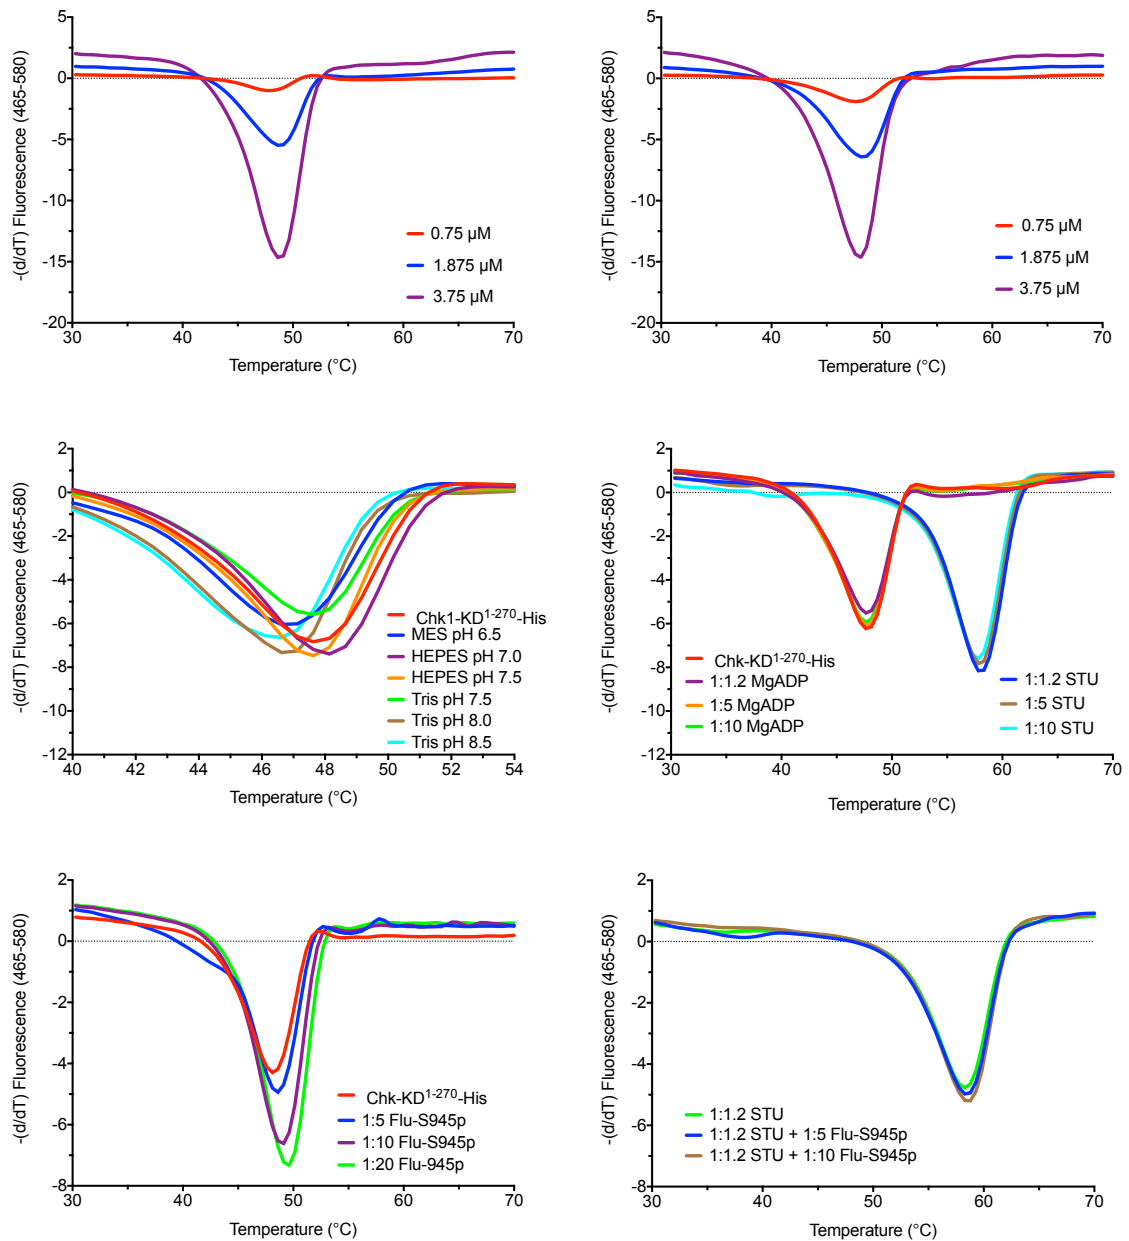 -(d/dT) Fluorescence (465-580)
5
0
-5
-10
-15
-20
30
40
50
60
70
Temperature (°C)
0.75 µM
1.875 µM
3.75 µM
-(d/dT) Fluorescence (465-580)
5
0
-5
-10
-15
-20
30
40
50
60
70
Temperature (°C)
0.75 µM
1.875 µM
3.75 µM
-(d/dT) Fluorescence (465-580)
2
0
-2
-4
-6
-8
-10
-12
40
42
44
46
48
50
52
54
Temperature (°C)
Chk1-KD1-270-His
MES pH 6.5
HEPES pH 7.0
HEPES pH 7.5
Tris pH 7.5
Tris pH 8.0
Tris pH 8.5
-(d/dT) Fluorescence (465-580)
2
0
-2
-4
-6
-8
-10
-12
30
40
50
60
70
Temperature (°C)
Chk-KD1-270-His
1:1.2 MgADP
1:5 MgADP
1:10 MgADP
1:1.2 STU
1:5 STU
1:10 STU
-(d/dT) Fluorescence (465-580)
2
0
-2
-4
-6
-8
30
40
50
60
70
Temperature (°C)
Chk-KD1-270-His
1:5 Flu-S945p
1:10 Flu-S945p
1:20 Flu-945p
-(d/dT) Fluorescence (465-580)
2
0
-2
-4
-6
-8
30
40
50
60
70
Temperature (°C)
1:1.2 STU
1:1.2 STU + 1:5 Flu-S945p
1:1.2 STU + 1:10 Flu-S945p